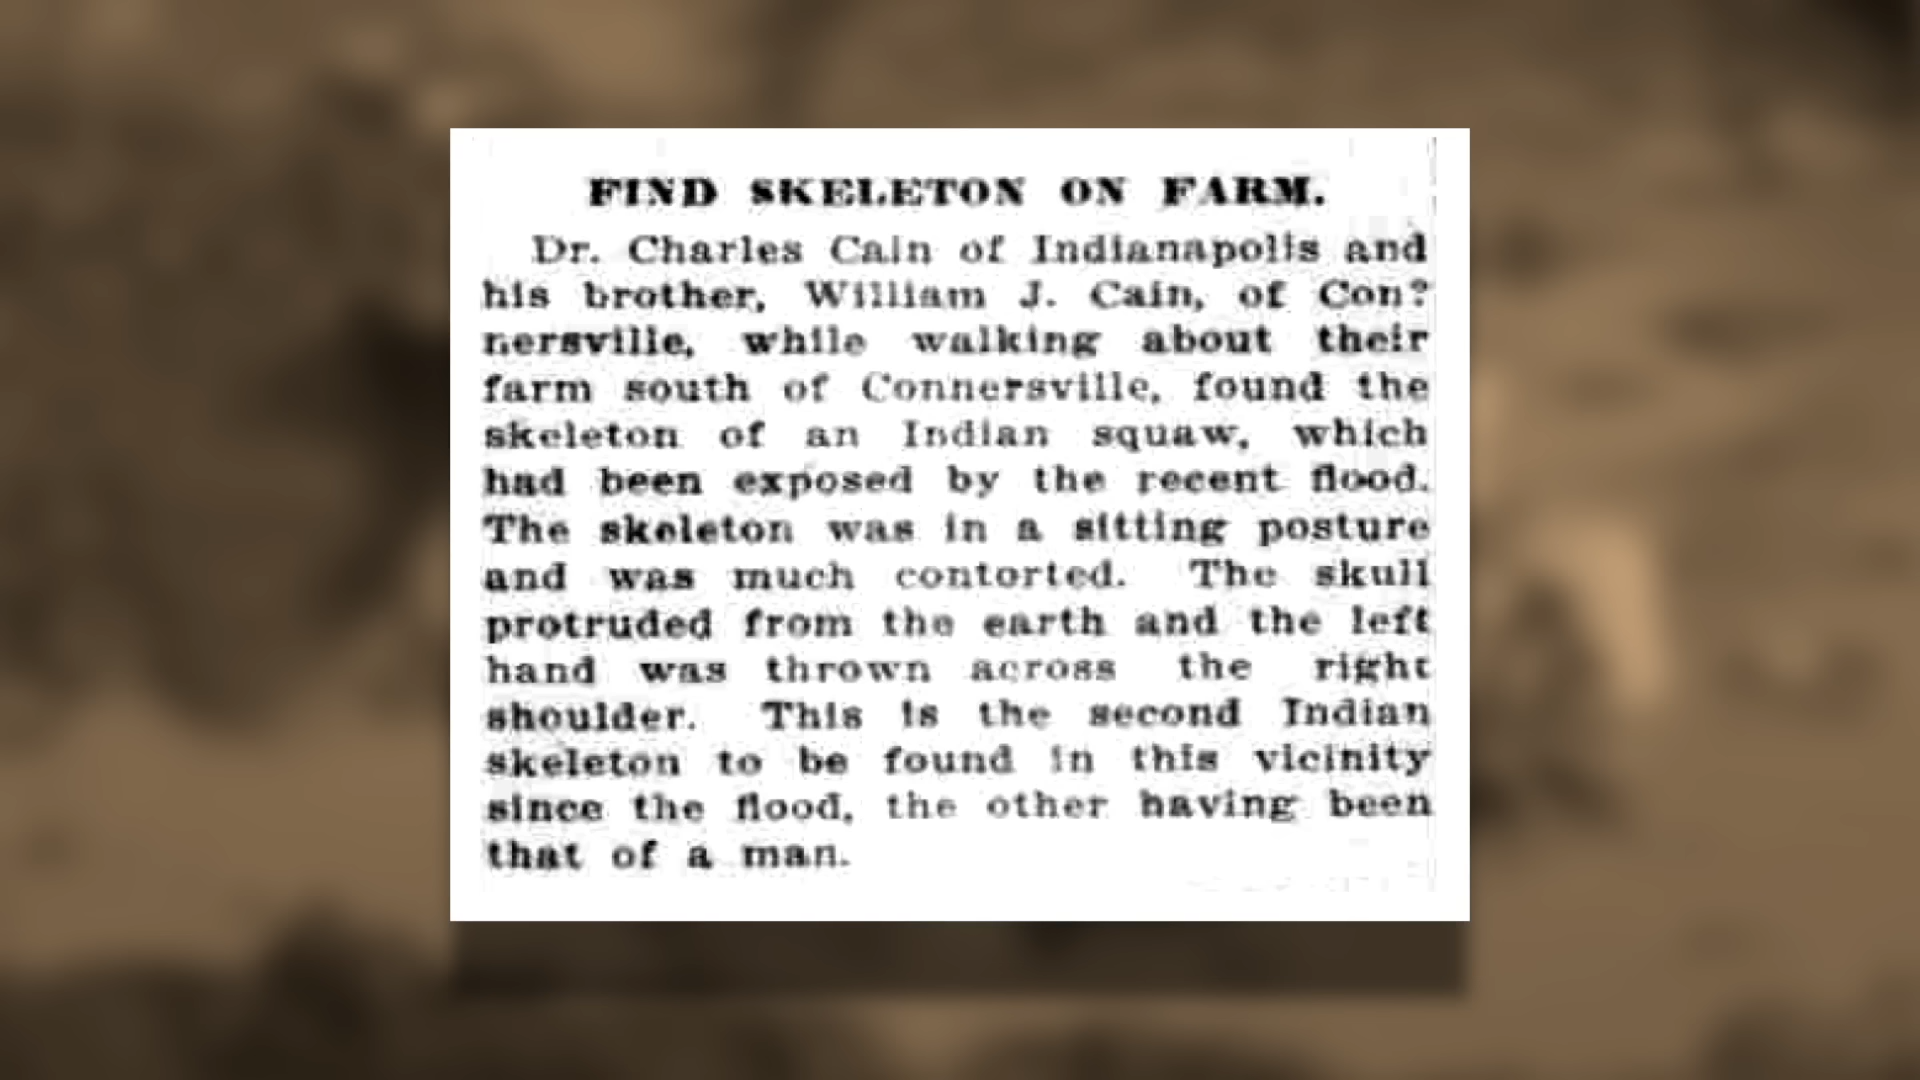 FIND SKELETON ON FARM.
Dr. Charles Cain of Indianapolis and
his brother, William J. Cain, of Con?
nersville, while walking about their
farm south of Connersville, found the
skeleton of an Indian squaw, which
had been exposed by the recent flood.
The skeleton was in a sitting posture
and was much contorted. The skull
protruded from the earth and the left
hand was thrown across the right
shoulder. This is the second Indian
skeleton to be found in this vicinity
since the flood, the other having been
that of a man.